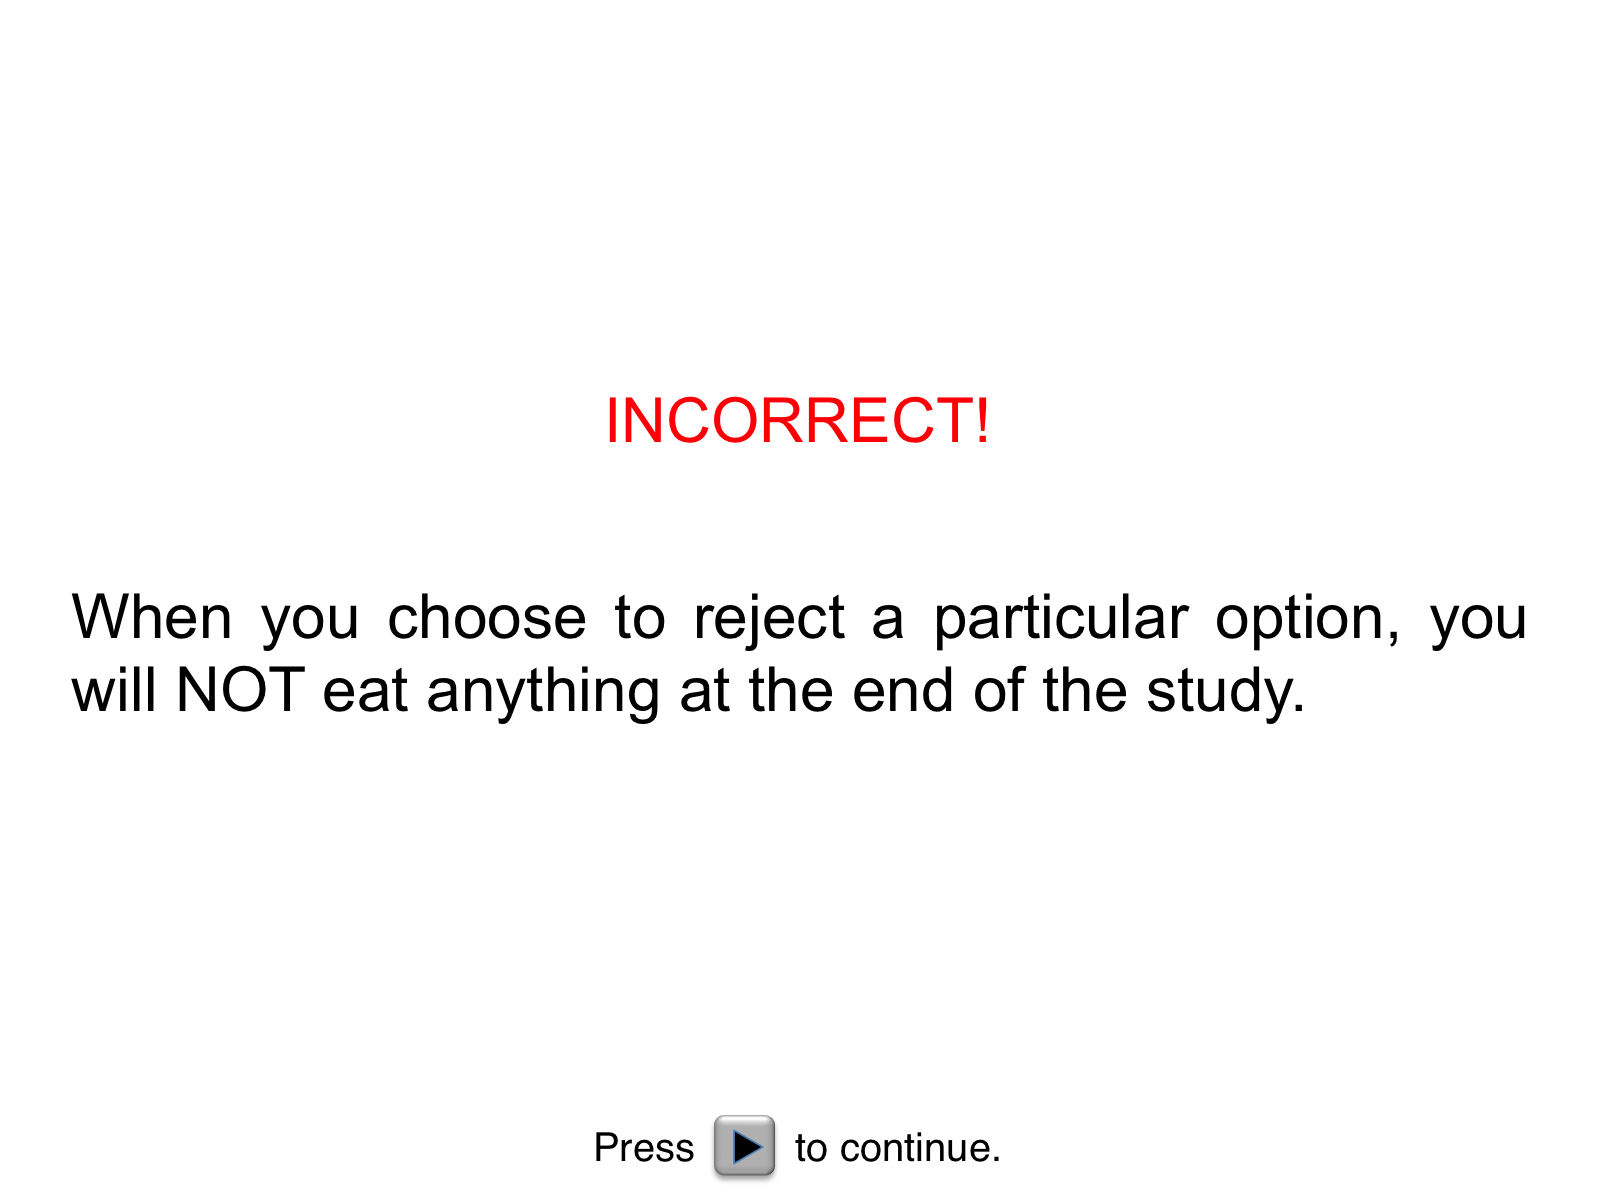 INCORRECT!
When you choose to reject a particular option, you
will NOT eat anything at the end of the study.
Press to continue.